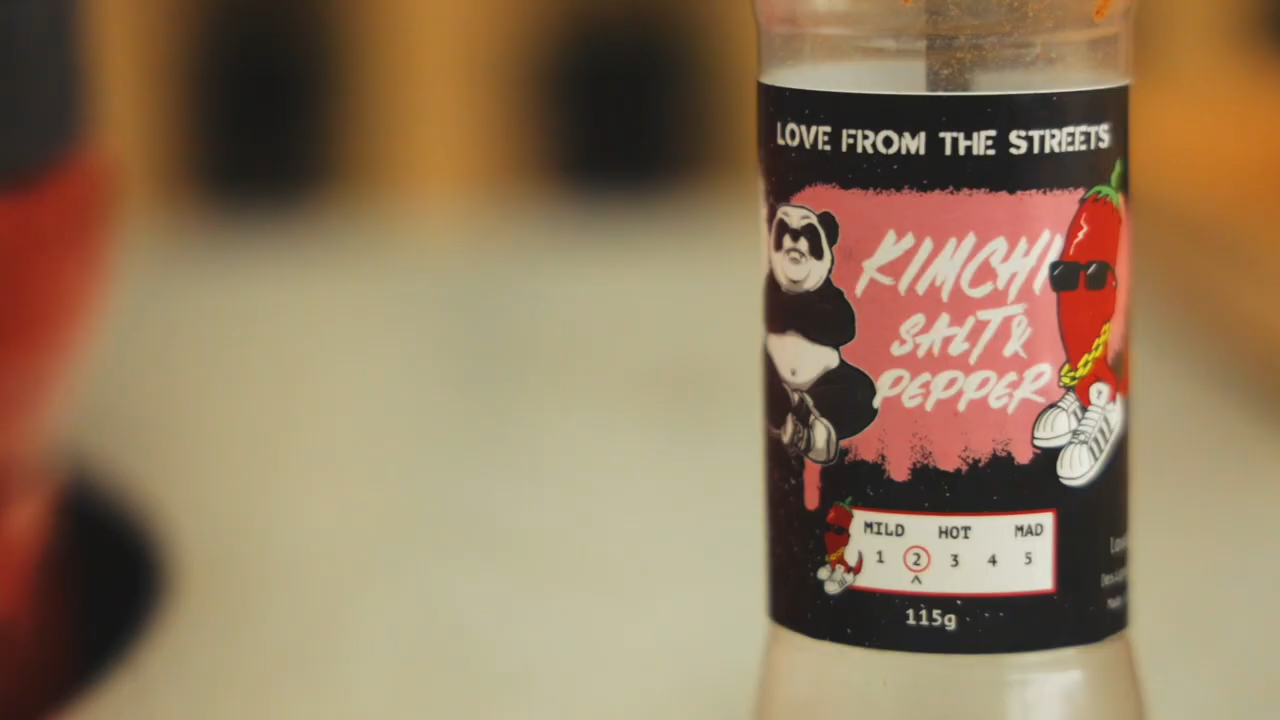 LOVE FROM THE STREETS
KIMCHI
SALT &
PEPPER
MILD HOT MAD
1 2 3 4 5
115g